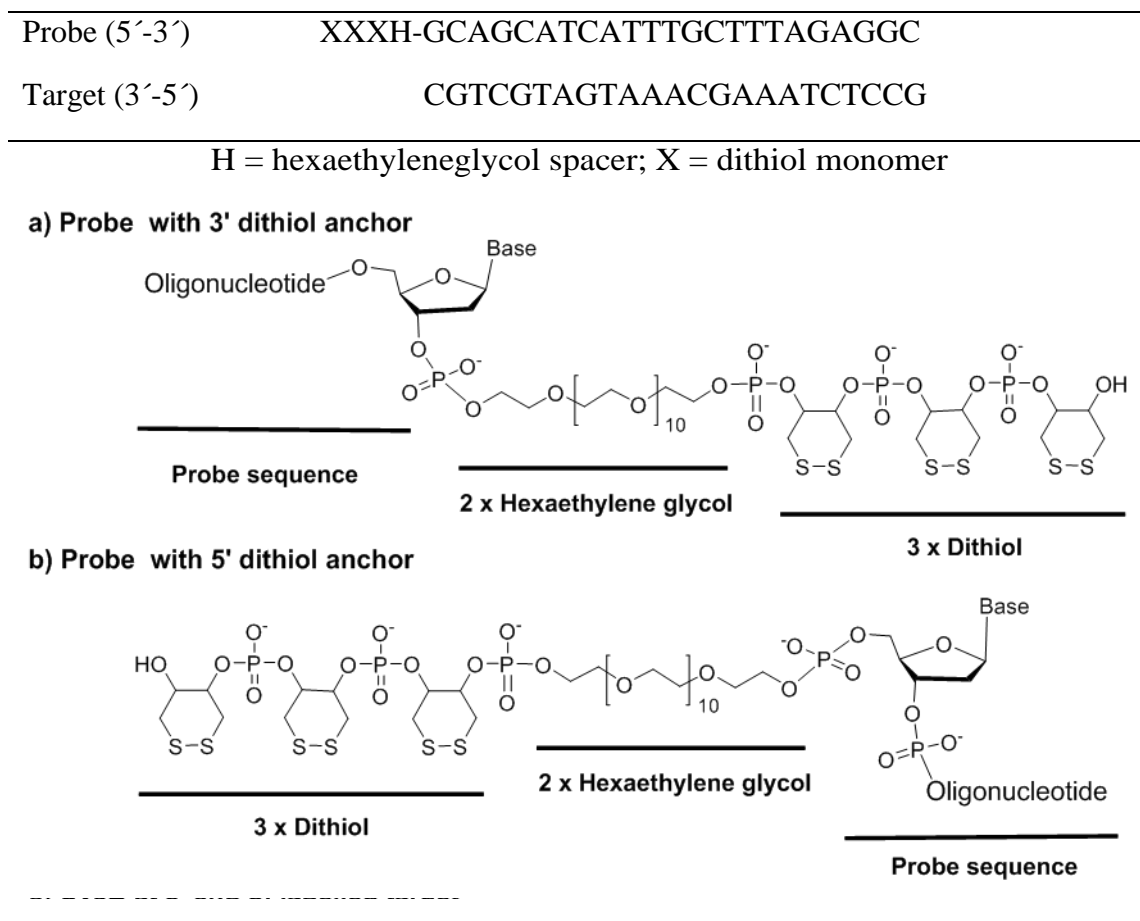 Probe (5´-3´) XXXH-GCAGCATCATTTGCTTTAGAGGC
Target (3´-5´) CGTCGTAGTAAACGAAATCTCCG
H = hexaethyleneglycol spacer; X = dithiol monomer
a) Probe with 3' dithiol anchor
Base
Oligonucleotide O O
O O⁻ O⁻ O⁻
O P O⁻ O O [ O ]10 O O P O O P O O P O OH
O O O O
S-S S-S S-S
Probe sequence
2 x Hexaethylene glycol
3 x Dithiol
b) Probe with 5' dithiol anchor
Base
O⁻ O⁻ O⁻ ⁻O O O
HO O P O O P O O P O [ O ]10 O O O P O
O O O O
S-S S-S S-S
O P O⁻
Oligonucleotide
2 x Hexaethylene glycol
3 x Dithiol
Probe sequence